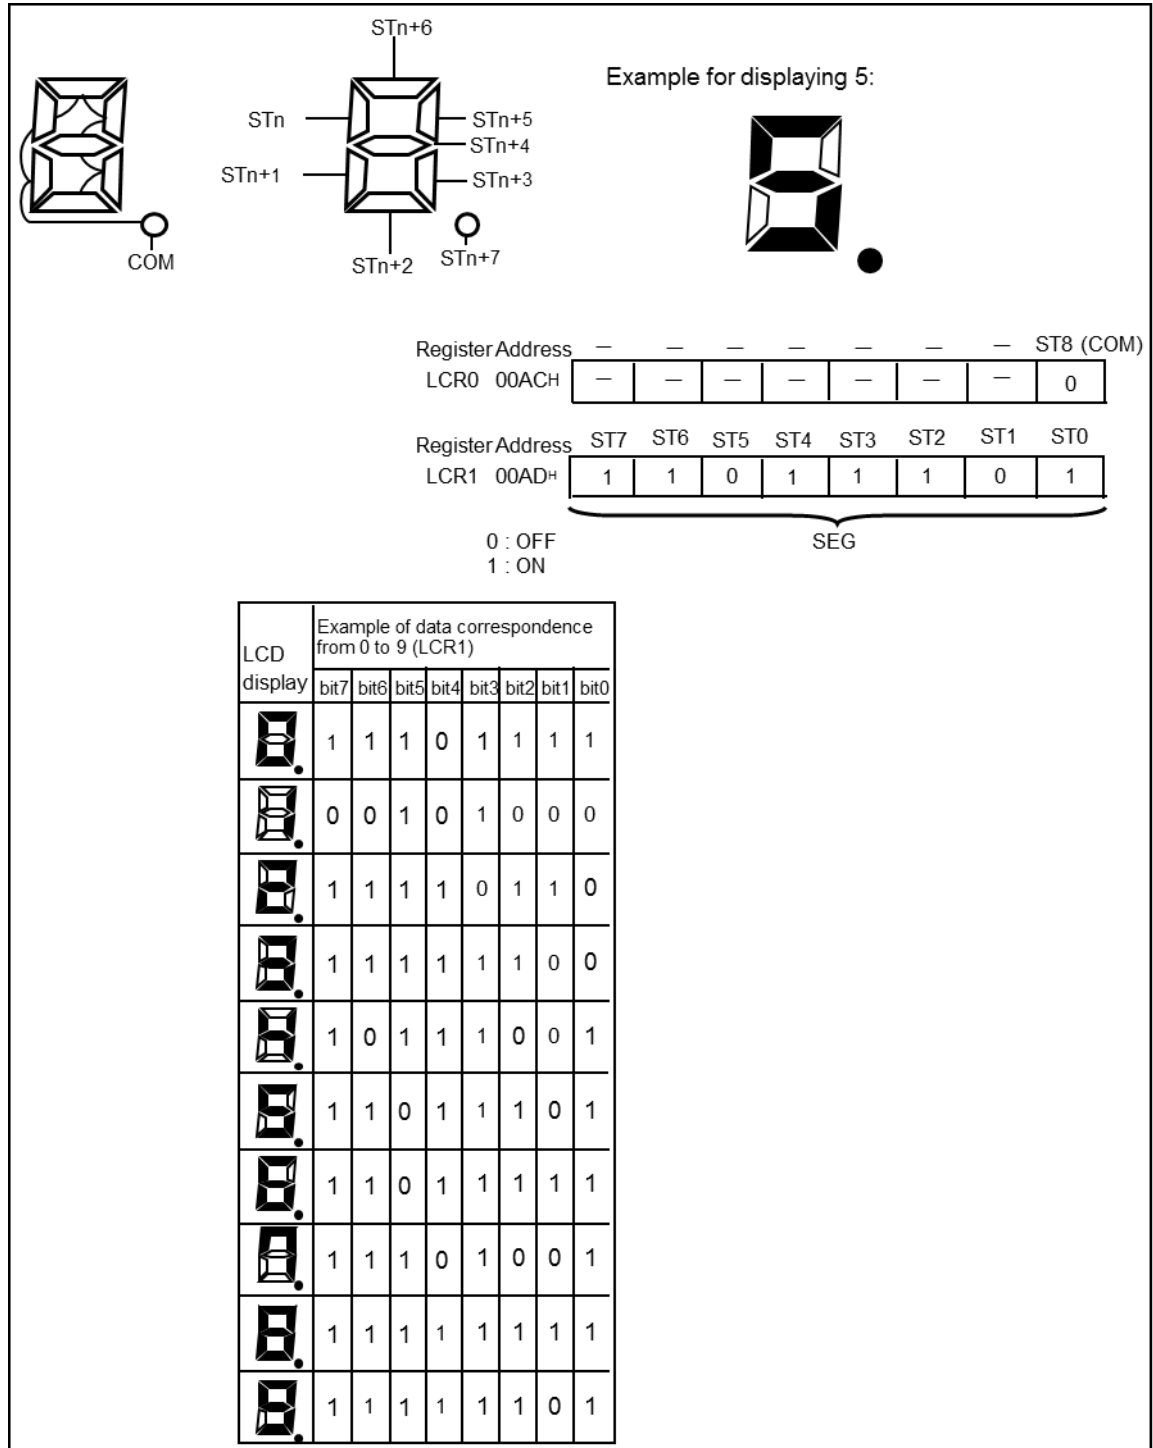 STn+6
Example for displaying 5:
STn
STn+5
STn+4
STn+1
STn+3
COM
STn+2
STn+7
Register Address — — — — — — — ST8 (COM)
LCR0 00ACH — — — — — — — 0
Register Address ST7 ST6 ST5 ST4 ST3 ST2 ST1 ST0
LCR1 00ADH 1 1 0 1 1 1 0 1
0 : OFF
SEG
1 : ON
LCD
display
Example of data correspondence
from 0 to 9 (LCR1)
bit7 bit6 bit5 bit4 bit3 bit2 bit1 bit0
1 1 1 0 1 1 1 1
0 0 1 0 1 0 0 0
1 1 1 1 0 1 1 0
1 1 1 1 1 1 0 0
1 0 1 1 1 0 0 1
1 1 0 1 1 1 0 1
1 1 0 1 1 1 1 1
1 1 1 0 1 0 0 1
1 1 1 1 1 1 1 1
1 1 1 1 1 1 0 1